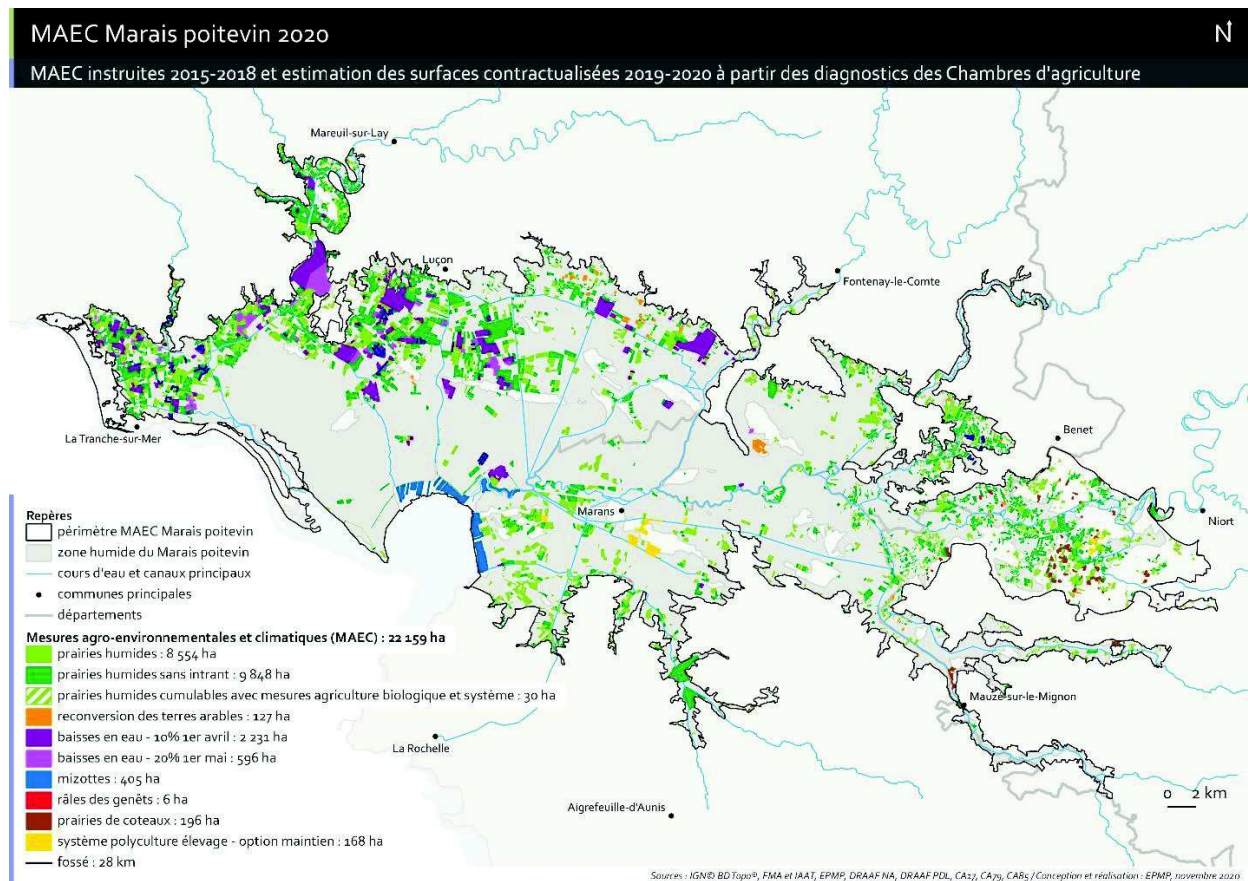 MAEC Marais poitevin 2020
N
MAEC instruites 2015-2018 et estimation des surfaces contractualisées 2019-2020 à partir des diagnostics des Chambres d'agriculture
Mareuil-sur-Lay
Luçon
Fontenay-le-Comte
La Tranche-sur-Mer
Benet
Marans
Niort
Mauzé-sur-le-Mignon
La Rochelle
Aigrefeuille-d'Aunis
0 2 km
Repères
périmètre MAEC Marais poitevin
zone humide du Marais poitevin
cours d'eau et canaux principaux
communes principales
départements
Mesures agro-environnementales et climatiques (MAEC) : 22 159 ha
prairies humides : 8 554 ha
prairies humides sans intrant : 9 848 ha
prairies humides cumulables avec mesures agriculture biologique et système : 30 ha
reconversion des terres arables : 127 ha
baisses en eau - 10% 1er avril : 2 231 ha
baisses en eau - 20% 1er mai : 596 ha
mizottes : 405 ha
râles des genêts : 6 ha
prairies de coteaux : 196 ha
système polyculture élevage - option maintien : 168 ha
fossé : 28 km
Sources : IGN© BD Topo®, FMA et IAAT, EPMP, DRAAF NA, DRAAF PDL, CA17, CA79, CA85 / Conception et réalisation : EPMP, novembre 2020